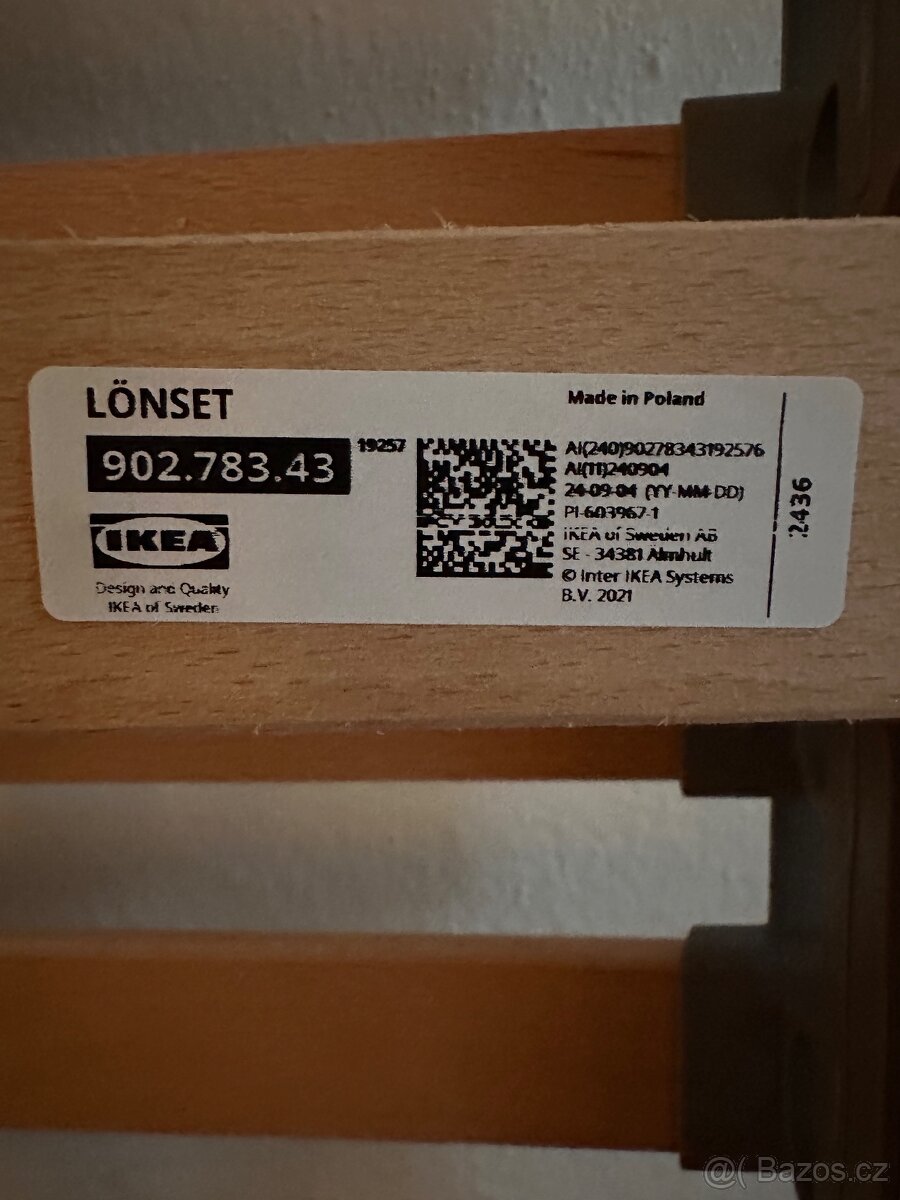 LÖNSET
902.783.43
19257
IKEA
Design and Quality
IKEA of Sweden
Made in Poland
AI(240)90278343192576
AI(11)240904
24-09-04 (YY-MM-DD)
PI-603967-1
IKEA of Sweden AB
SE - 34381 Älmhult
© Inter IKEA Systems
B.V. 2021
2436
@( Bazos.cz